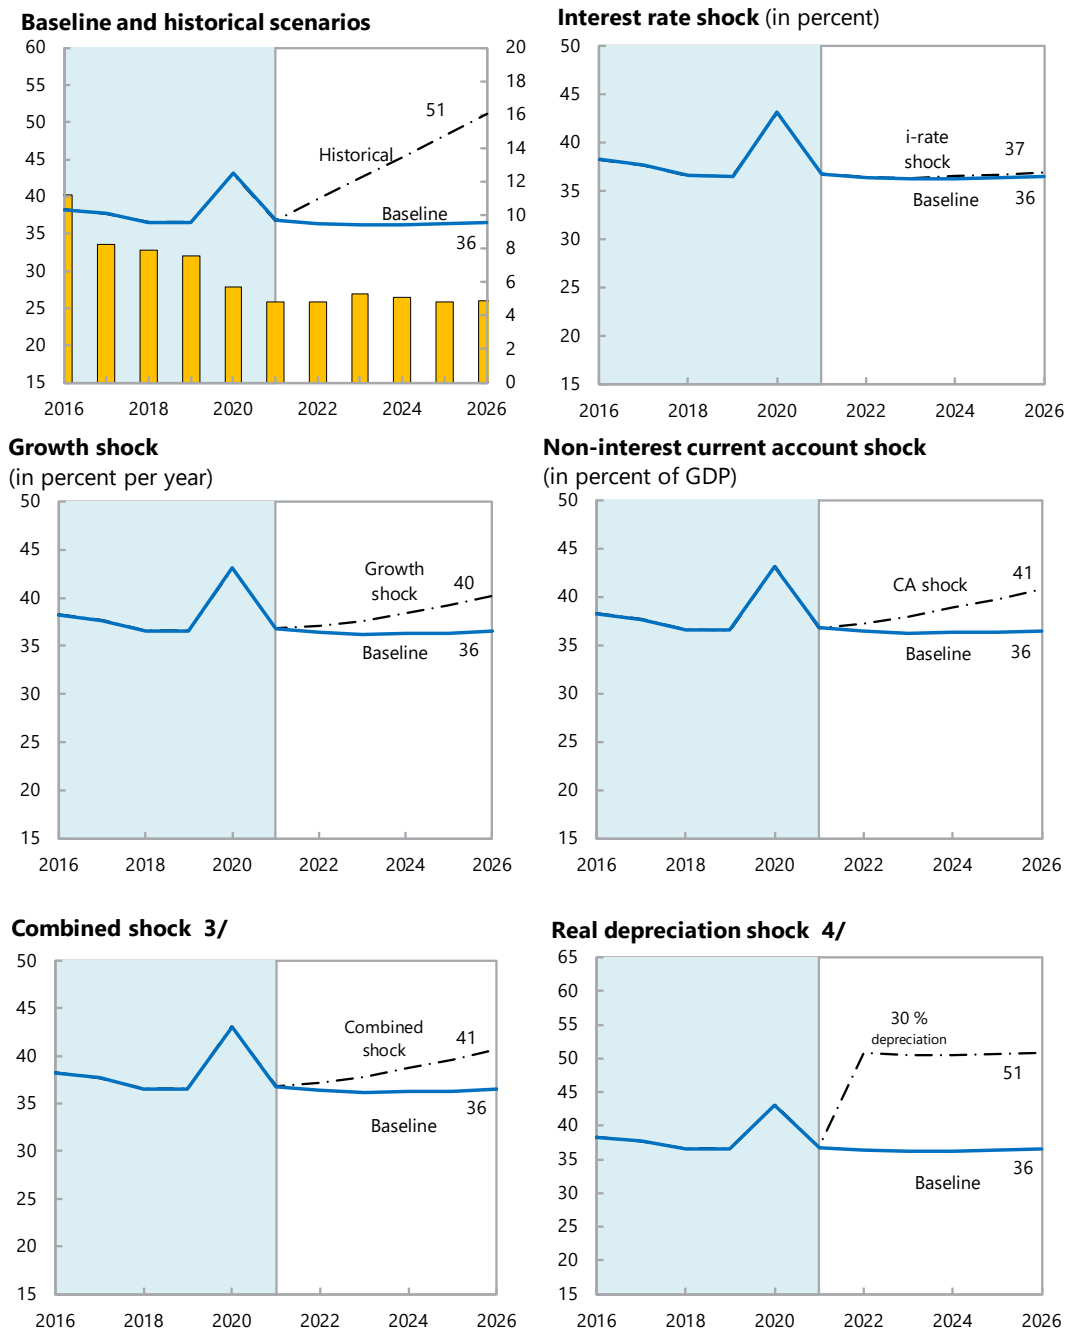 Baseline and historical scenarios
60
55
50
45
40
35
30
25
20
15
20
18
16
14
12
10
8
6
4
2
0
51
Historical
Baseline
36
2016 2018 2020 2022 2024 2026
Interest rate shock (in percent)
50
45
40
35
30
25
20
15
i-rate
shock
37
Baseline
36
2016 2018 2020 2022 2024 2026
Growth shock
(in percent per year)
50
45
40
35
30
25
20
15
Growth
shock
40
Baseline
36
2016 2018 2020 2022 2024 2026
Non-interest current account shock
(in percent of GDP)
50
45
40
35
30
25
20
15
CA shock
41
Baseline
36
2016 2018 2020 2022 2024 2026
Combined shock 3/
50
45
40
35
30
25
20
15
Combined
shock
41
36
Baseline
2016 2018 2020 2022 2024 2026
Real depreciation shock 4/
65
60
55
50
45
40
35
30
25
20
15
30 %
depreciation
51
36
Baseline
2016 2018 2020 2022 2024 2026